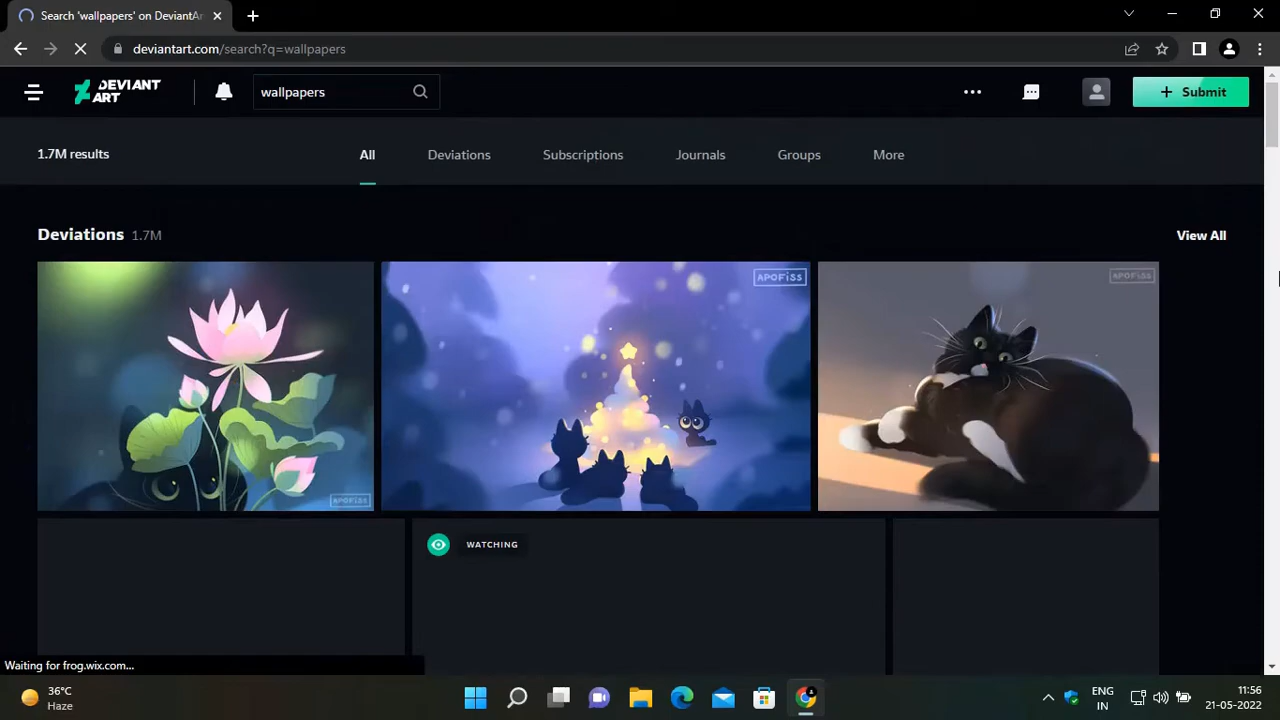 Search 'wallpapers' on DeviantAr
deviantart.com/search?q=wallpapers
DEVIANT
ART
wallpapers
Submit
1.7M results
All
Deviations
Subscriptions
Journals
Groups
More
Deviations 1.7M
View All
APOFISS
APOFISS
APOFISS
WATCHING
Waiting for frog.wix.com...
36°C
Haze
ENG
IN
11:56
21-05-2022